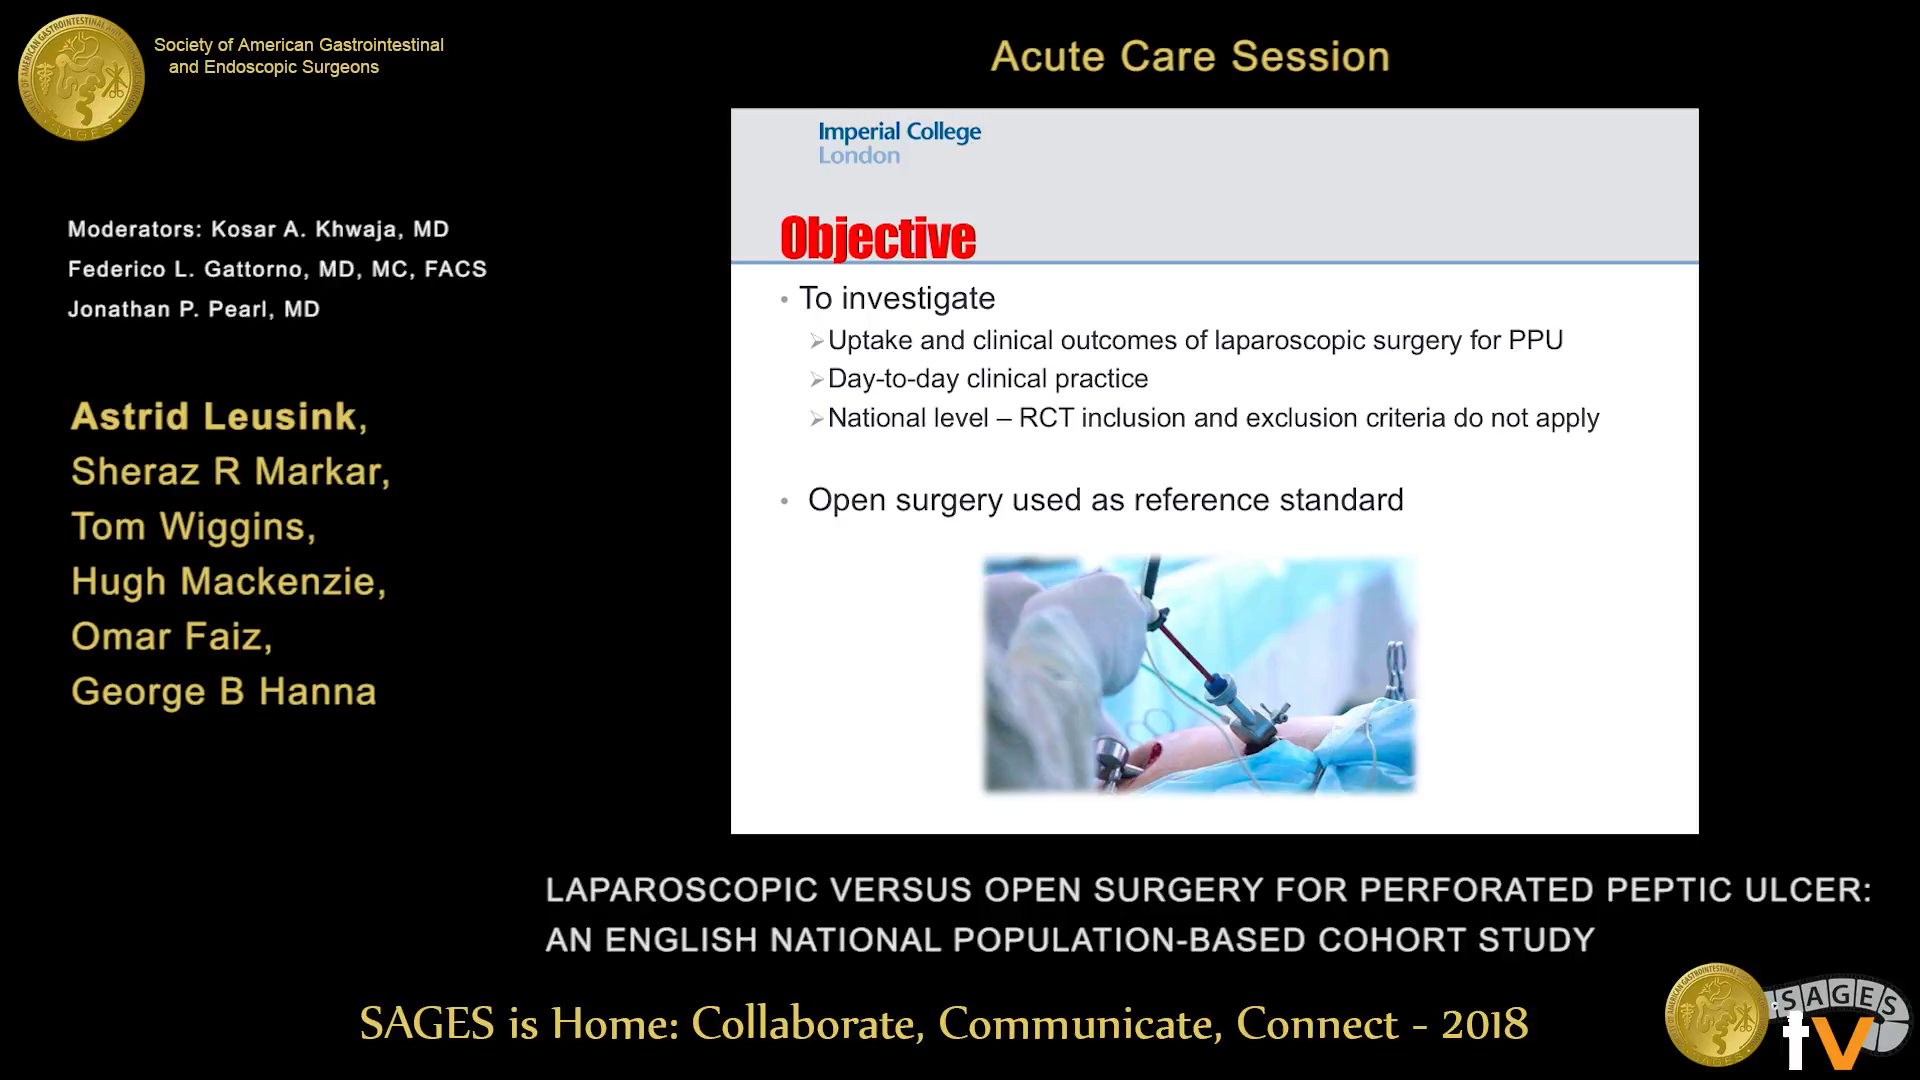 Society of American Gastrointestinal
and Endoscopic Surgeons
Acute Care Session
Moderators: Kosar A. Khwaja, MD
Federico L. Gattorno, MD, MC, FACS
Jonathan P. Pearl, MD
Astrid Leusink,
Sheraz R Markar,
Tom Wiggins,
Hugh Mackenzie,
Omar Faiz,
George B Hanna
Imperial College
London
Objective
• To investigate
➢Uptake and clinical outcomes of laparoscopic surgery for PPU
➢Day-to-day clinical practice
➢National level – RCT inclusion and exclusion criteria do not apply
• Open surgery used as reference standard
LAPAROSCOPIC VERSUS OPEN SURGERY FOR PERFORATED PEPTIC ULCER:
AN ENGLISH NATIONAL POPULATION-BASED COHORT STUDY
SAGES is Home: Collaborate, Communicate, Connect - 2018
SAGES
tv